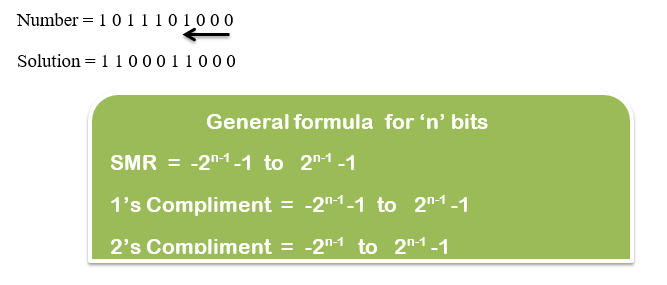 Number = 1 0 1 1 1 0 1 0 0 0
Solution = 1 1 0 0 0 1 1 0 0 0
General formula for ‘n’ bits
SMR = -2ⁿ⁻¹ -1 to 2ⁿ⁻¹ -1
1’s Compliment = -2ⁿ⁻¹ -1 to 2ⁿ⁻¹ -1
2’s Compliment = -2ⁿ⁻¹ to 2ⁿ⁻¹ -1